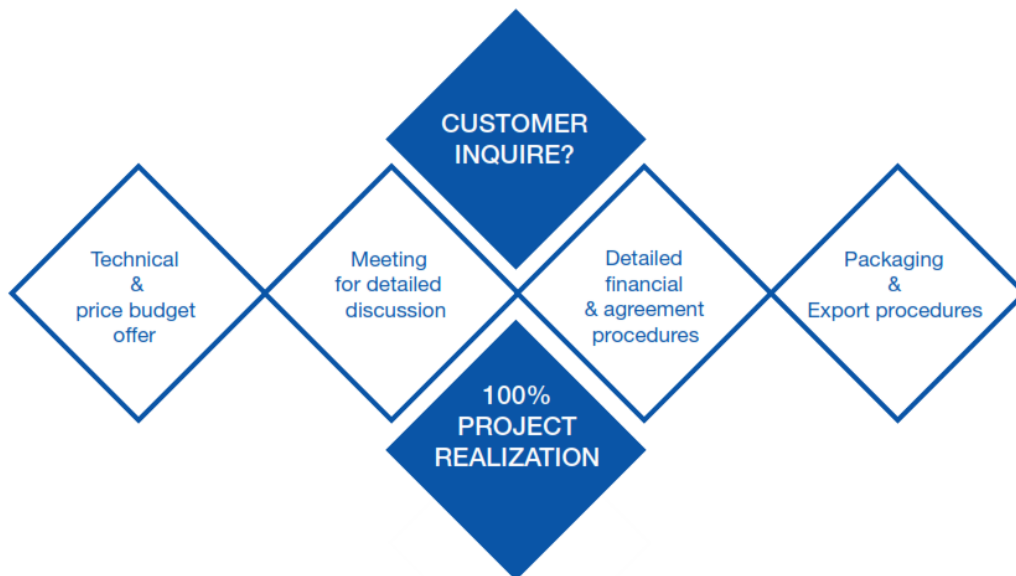 CUSTOMER
INQUIRE?
Technical
&
price budget
offer
Meeting
for detailed
discussion
Detailed
financial
& agreement
procedures
Packaging
&
Export procedures
100%
PROJECT
REALIZATION